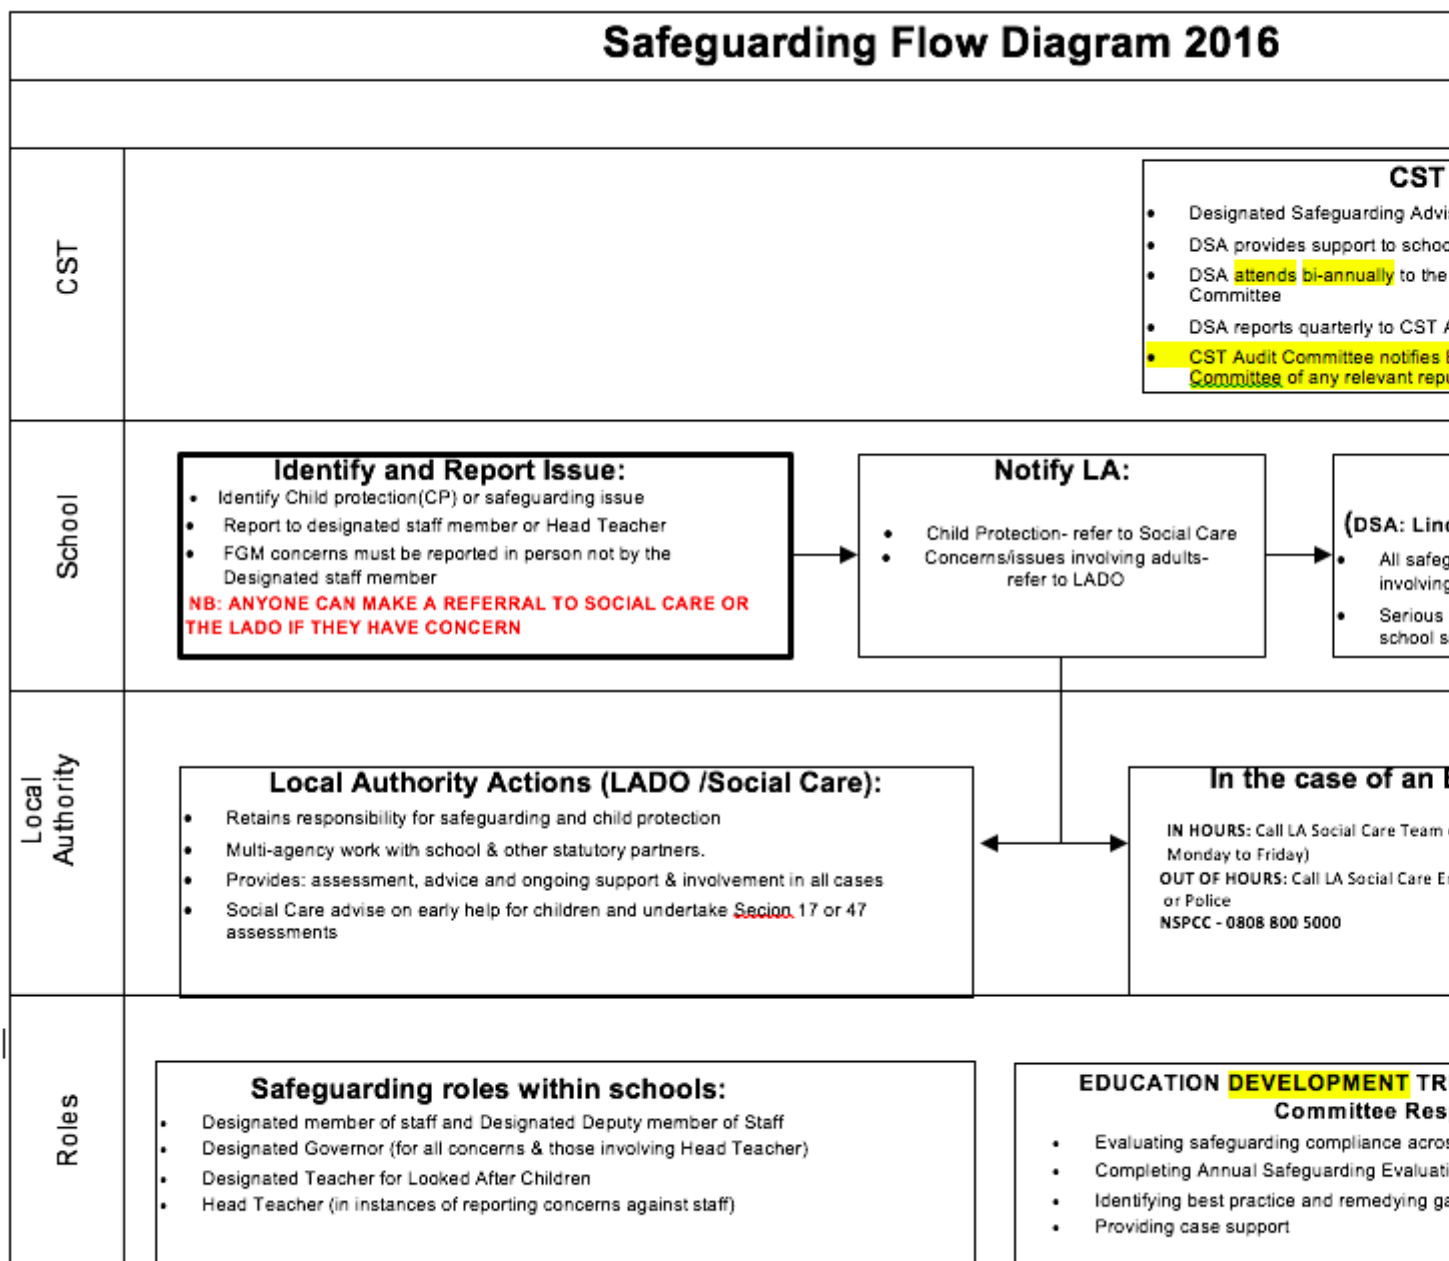 Safeguarding Flow Diagram 2016
CST
CST
Designated Safeguarding
DSA provides support to
DSA attends bi-annually to the
Committee
DSA reports quarterly to CST
CST Audit Committee notifies
Committee of any relevant
School
Identify and Report Issue:
Identify Child protection(CP) or safeguarding issue
Report to designated staff member or Head Teacher
FGM concerns must be reported in person not by the
Designated staff member
NB: ANYONE CAN MAKE A REFERRAL TO SOCIAL CARE OR
THE LADO IF THEY HAVE CONCERN
Notify LA:
Child Protection- refer to Social Care
Concerns/issues involving adults-
refer to LADO
(DSA:
All
Serious
school
Local
Authority
Local Authority Actions (LADO /Social Care):
Retains responsibility for safeguarding and child protection
Multi-agency work with school & other statutory partners.
Provides: assessment, advice and ongoing support & involvement in all cases
Social Care advise on early help for children and undertake Secion 17 or 47
assessments
In the case of an
IN HOURS: Call LA Social Care Team
Monday to Friday)
OUT OF HOURS: Call LA Social Care
or Police
NSPCC - 0808 800 5000
Roles
Safeguarding roles within schools:
Designated member of staff and Designated Deputy member of Staff
Designated Governor (for all concerns & those involving Head Teacher)
Designated Teacher for Looked After Children
Head Teacher (in instances of reporting concerns against staff)
EDUCATION DEVELOPMENT
Committee
Evaluating safeguarding compliance
Completing Annual Safeguarding
Identifying best practice and remedying
Providing case support